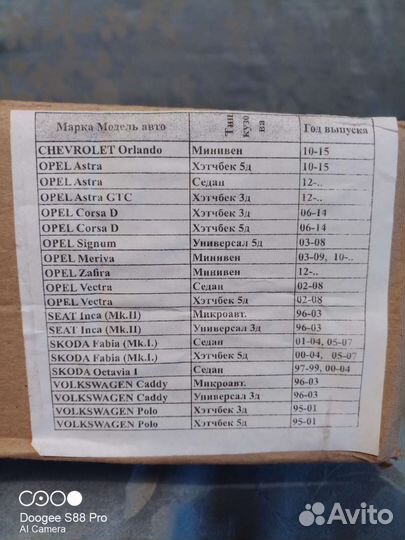 Марка Модель авто Тип кузо ва Год выпуска
CHEVROLET Orlando Минивен 10-15
OPEL Astra Хэтчбек 5д 10-15
OPEL Astra Седан 12-..
OPEL Astra GTC Хэтчбек 3д 12-..
OPEL Corsa D Хэтчбек 3д 06-14
OPEL Corsa D Хэтчбек 5д 06-14
OPEL Signum Универсал 5д 03-08
OPEL Meriva Минивен 03-09, 10-..
OPEL Zafira Минивен 12-..
OPEL Vectra Седан 02-08
OPEL Vectra Хэтчбек 5д 02-08
SEAT Inca (Mk.II) Микроавт. 96-03
SEAT Inca (Mk.II) Универсал 3д 96-03
SKODA Fabia (Mk.I.) Седан 01-04, 05-07
SKODA Fabia (Mk.I.) Хэтчбек 5д 00-04, 05-07
SKODA Octavia I Седан 97-99, 00-04
VOLKSWAGEN Caddy Микроавт. 96-03
VOLKSWAGEN Caddy Универсал 3д 96-03
VOLKSWAGEN Polo Хэтчбек 3д 95-01
VOLKSWAGEN Polo Хэтчбек 5д 95-01
Doogee S88 Pro
AI Camera
Avito